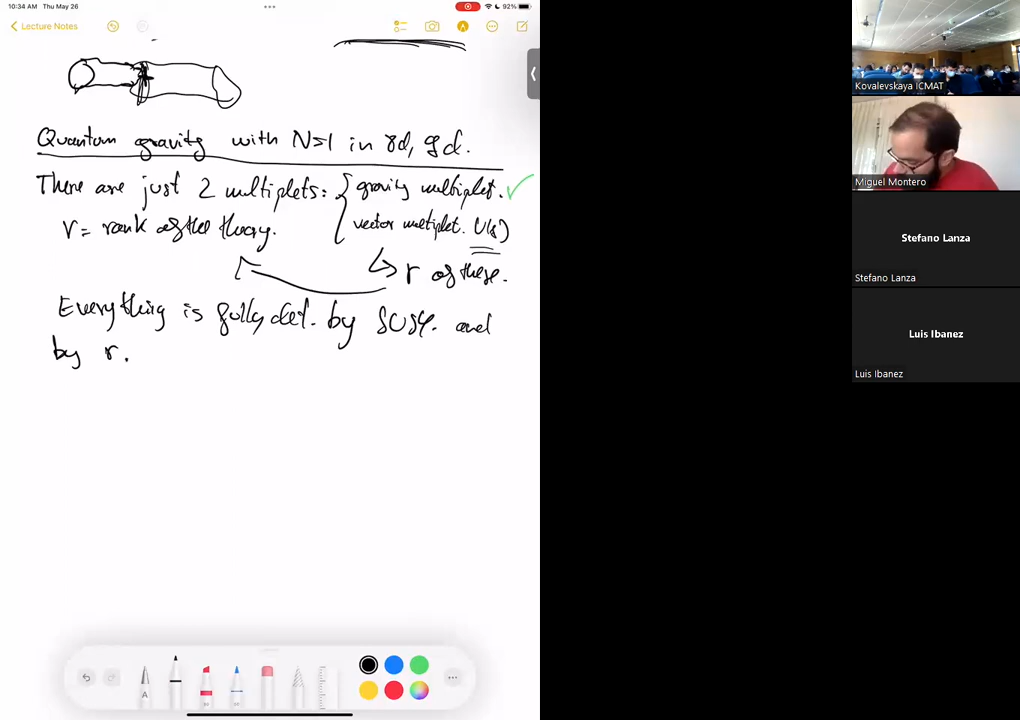 10:34 AM Thu May 26
92%
Lecture Notes
Quantum gravity with N=1 in 8d, 9d.
There are just 2 multiplets: { gravity multiplet. ✓
r = rank of the theory. vector multiplet. U(1)
↳ r of these.
Everything is fully det. by SUSY. and
by r.
A
Kovalevskaya ICMAT
Miguel Montero
Stefano Lanza
Stefano Lanza
Luis Ibanez
Luis Ibanez